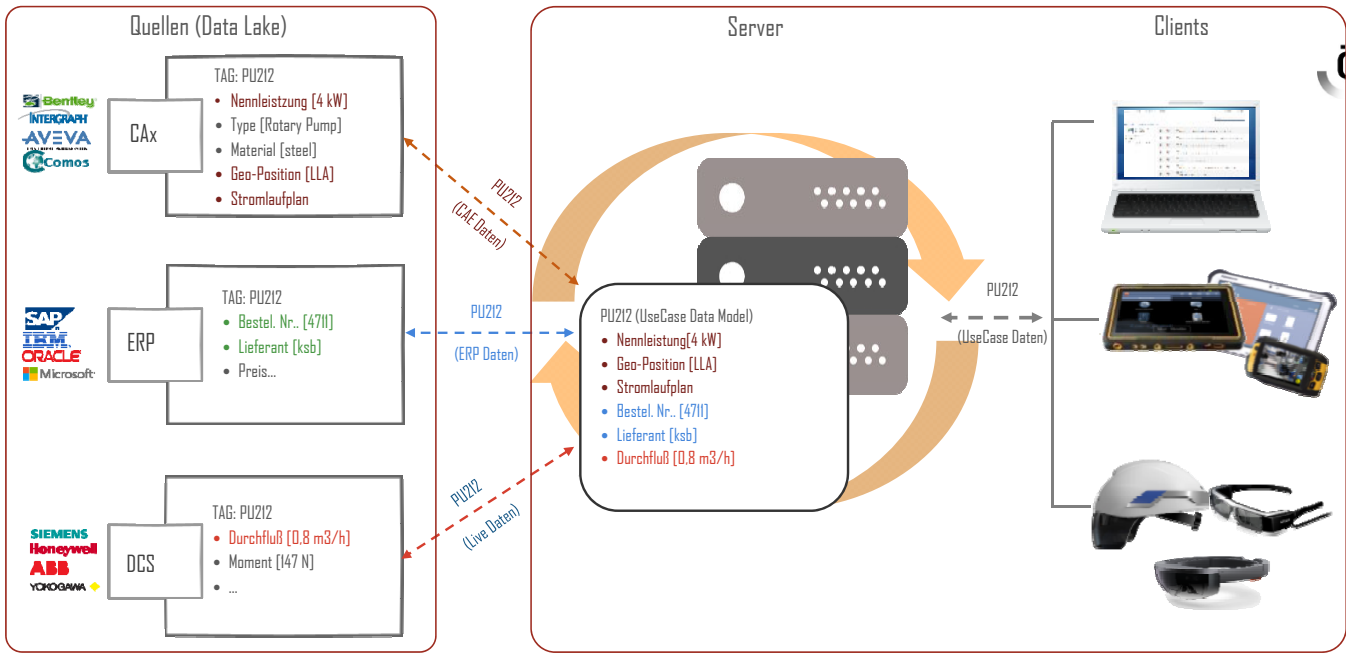 Quellen (Data Lake)
Server
Clients
Bentley
INTERGRAPH
AVEVA
Comos
CAx
TAG: PU212
• Nennleistzung [4 kW]
• Type [Rotary Pump]
• Material [steel]
• Geo-Position [LLA]
• Stromlaufplan
PU212
(CAE Daten)
SAP
IBM
ORACLE
Microsoft
ERP
TAG: PU212
• Bestel. Nr.. [4711]
• Lieferant [ksb]
• Preis...
PU212
(ERP Daten)
SIEMENS
Honeywell
ABB
YOKOGAWA
DCS
TAG: PU212
• Durchfluß [0,8 m3/h]
• Moment [147 N]
• ...
PU212
(Live Daten)
PU212 (UseCase Data Model)
• Nennleistung[4 kW]
• Geo-Position [LLA]
• Stromlaufplan
• Bestel. Nr.. [4711]
• Lieferant [ksb]
• Durchfluß [0,8 m3/h]
PU212
(UseCase Daten)